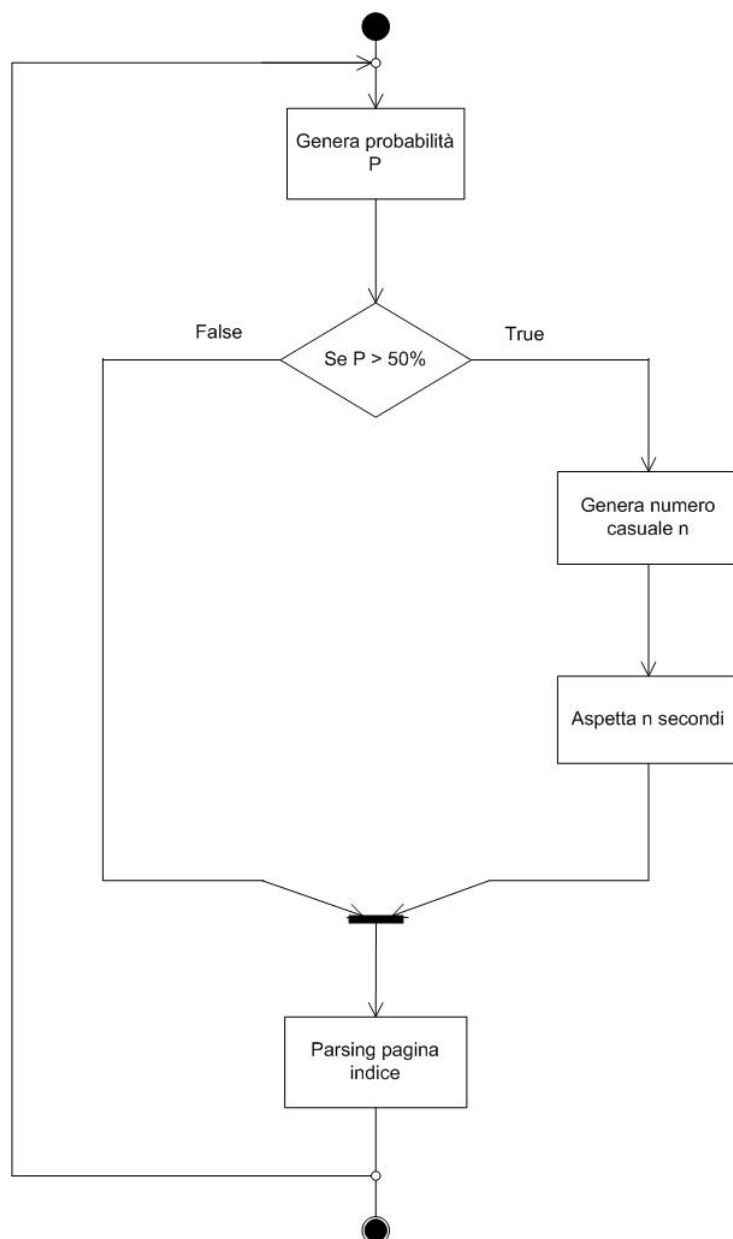 Genera probabilità
P
False
Se P > 50%
True
Genera numero
casuale n
Aspetta n secondi
Parsing pagina
indice